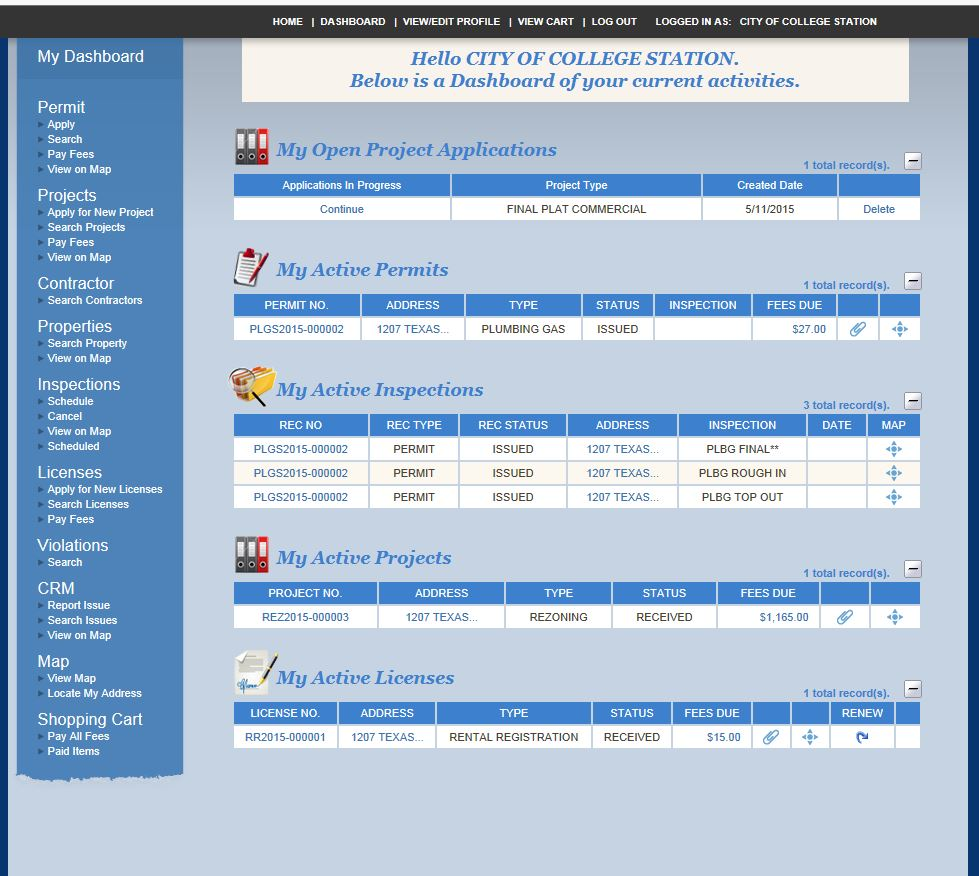 HOME | DASHBOARD | VIEW/EDIT PROFILE | VIEW CART | LOG OUT LOGGED IN AS: CITY OF COLLEGE STATION
My Dashboard
Permit
Apply
Search
Pay Fees
View on Map
Projects
Apply for New Project
Search Projects
Pay Fees
View on Map
Contractor
Search Contractors
Properties
Search Property
View on Map
Inspections
Schedule
Cancel
View on Map
Scheduled
Licenses
Apply for New Licenses
Search Licenses
Pay Fees
Violations
Search
CRM
Report Issue
Search Issues
View on Map
Map
View Map
Locate My Address
Shopping Cart
Pay All Fees
Paid Items
Hello CITY OF COLLEGE STATION.
Below is a Dashboard of your current activities.
My Open Project Applications
1 total record(s).
Applications In Progress Project Type Created Date
Continue FINAL PLAT COMMERCIAL 5/11/2015 Delete
My Active Permits
1 total record(s).
PERMIT NO. ADDRESS TYPE STATUS INSPECTION FEES DUE
PLGS2015-000002 1207 TEXAS... PLUMBING GAS ISSUED $27.00
My Active Inspections
3 total record(s).
REC NO REC TYPE REC STATUS ADDRESS INSPECTION DATE MAP
PLGS2015-000002 PERMIT ISSUED 1207 TEXAS... PLBG FINAL**
PLGS2015-000002 PERMIT ISSUED 1207 TEXAS... PLBG ROUGH IN
PLGS2015-000002 PERMIT ISSUED 1207 TEXAS... PLBG TOP OUT
My Active Projects
1 total record(s).
PROJECT NO. ADDRESS TYPE STATUS FEES DUE
REZ2015-000003 1207 TEXAS... REZONING RECEIVED $1,165.00
My Active Licenses
1 total record(s).
LICENSE NO. ADDRESS TYPE STATUS FEES DUE RENEW
RR2015-000001 1207 TEXAS... RENTAL REGISTRATION RECEIVED $15.00